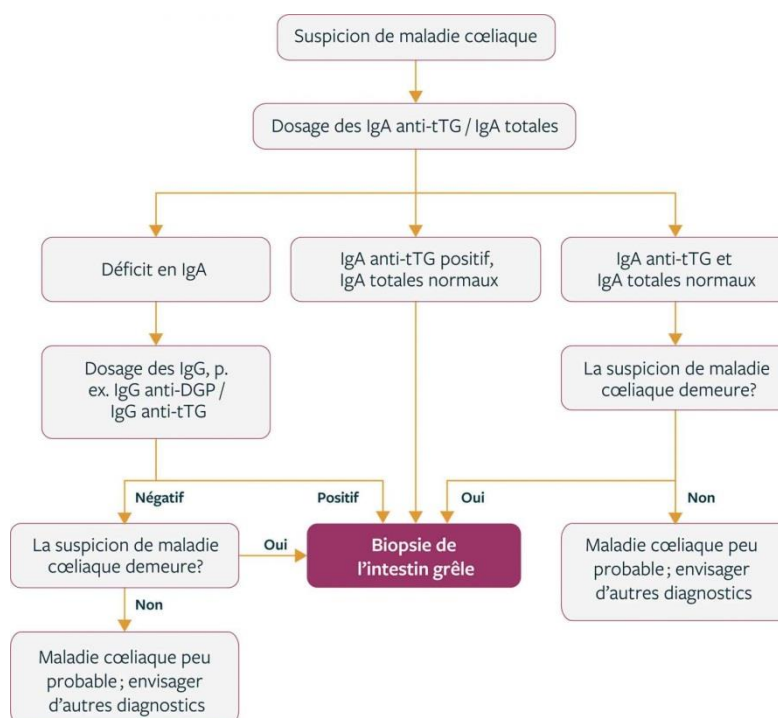 Suspicion de maladie cœliaque
Dosage des IgA anti-tTG / IgA totales
Déficit en IgA
IgA anti-tTG positif,
IgA totales normaux
IgA anti-tTG et
IgA totales normaux
Dosage des IgG, p.
ex. IgG anti-DGP /
IgG anti-tTG
La suspicion de maladie
cœliaque demeure?
Négatif
Positif
Oui
Non
La suspicion de maladie
cœliaque demeure?
Oui
Biopsie de
l’intestin grêle
Maladie cœliaque peu
probable ; envisager
d’autres diagnostics
Non
Maladie cœliaque peu
probable ; envisager
d’autres diagnostics